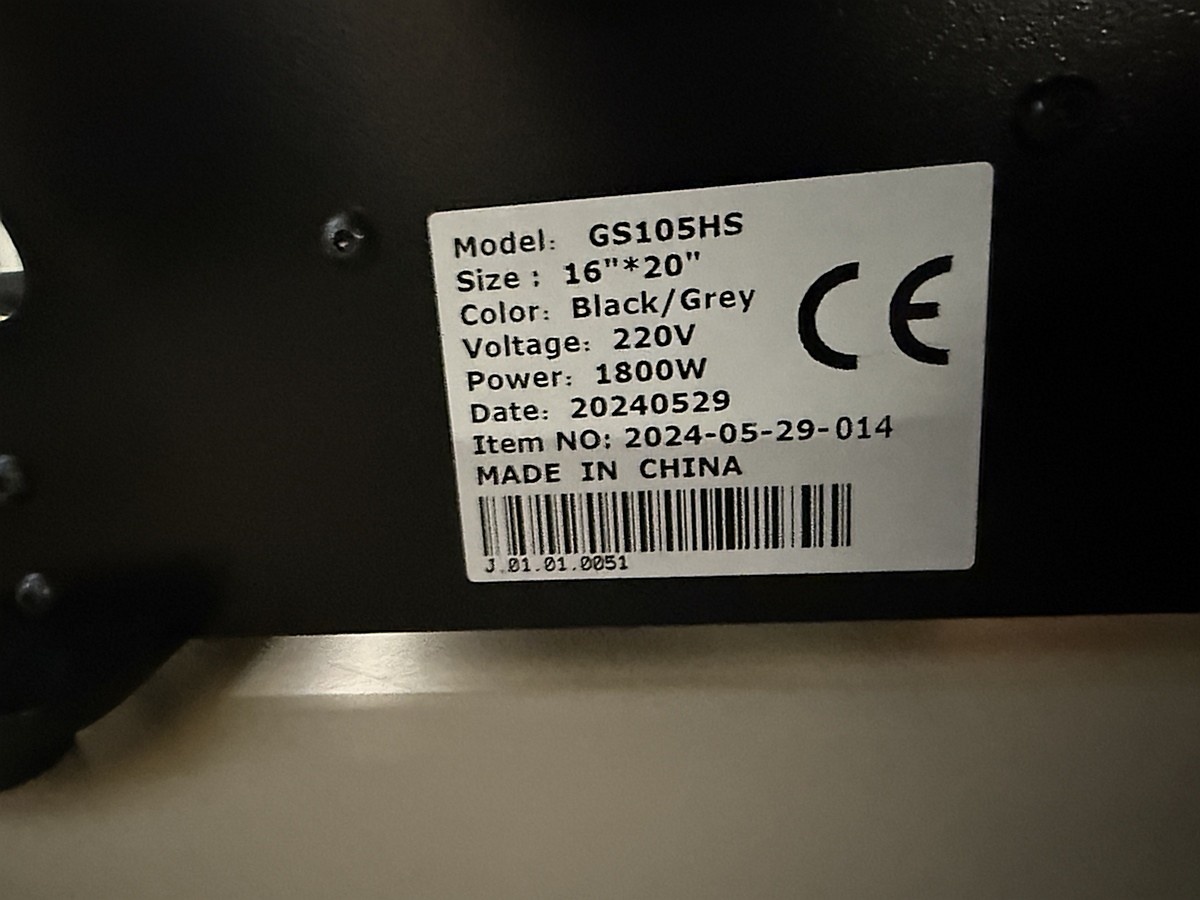 Model: GS105HS
Size : 16"*20"
Color: Black/Grey
Voltage: 220V
Power: 1800W
Date: 20240529
Item NO: 2024-05-29-014
MADE IN CHINA
CE
J.01.01.0051